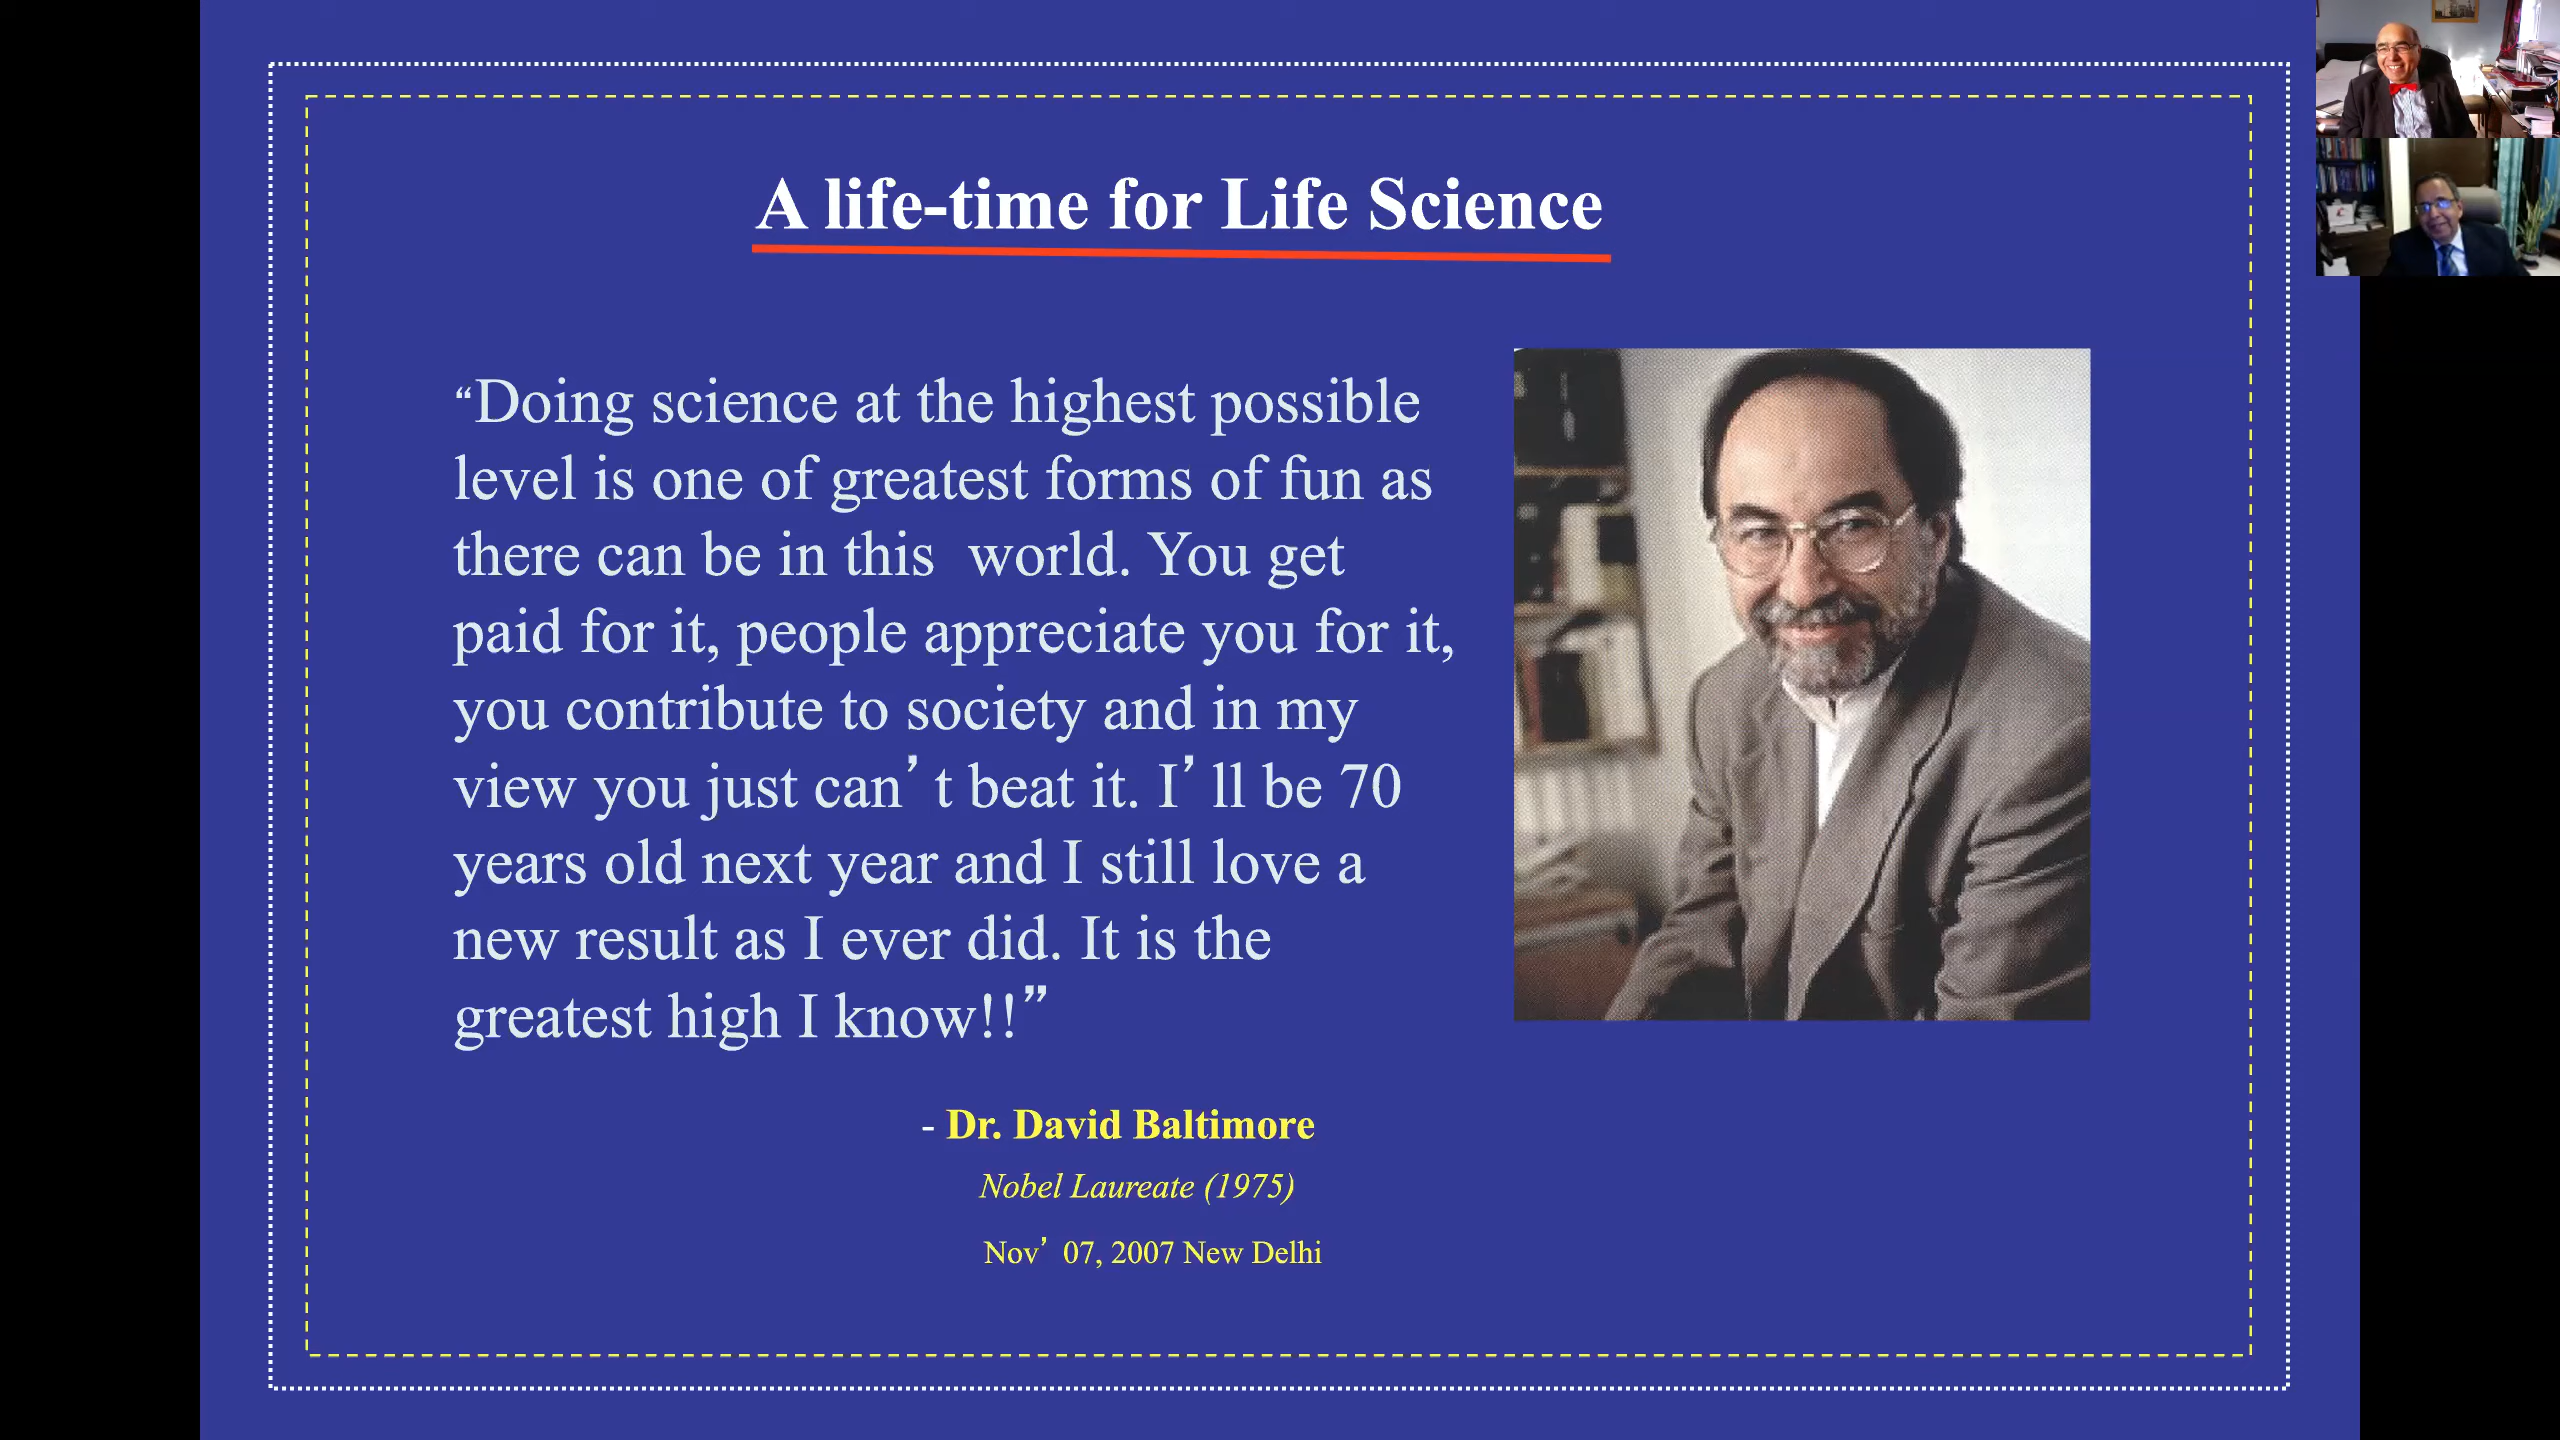 A life-time for Life Science
“Doing science at the highest possible
level is one of greatest forms of fun as
there can be in this  world. You get
paid for it, people appreciate you for it,
you contribute to society and in my
view you just can’t beat it. I’ll be 70
years old next year and I still love a
new result as I ever did. It is the
greatest high I know!!”
- Dr. David Baltimore
Nobel Laureate (1975)
Nov’ 07, 2007 New Delhi